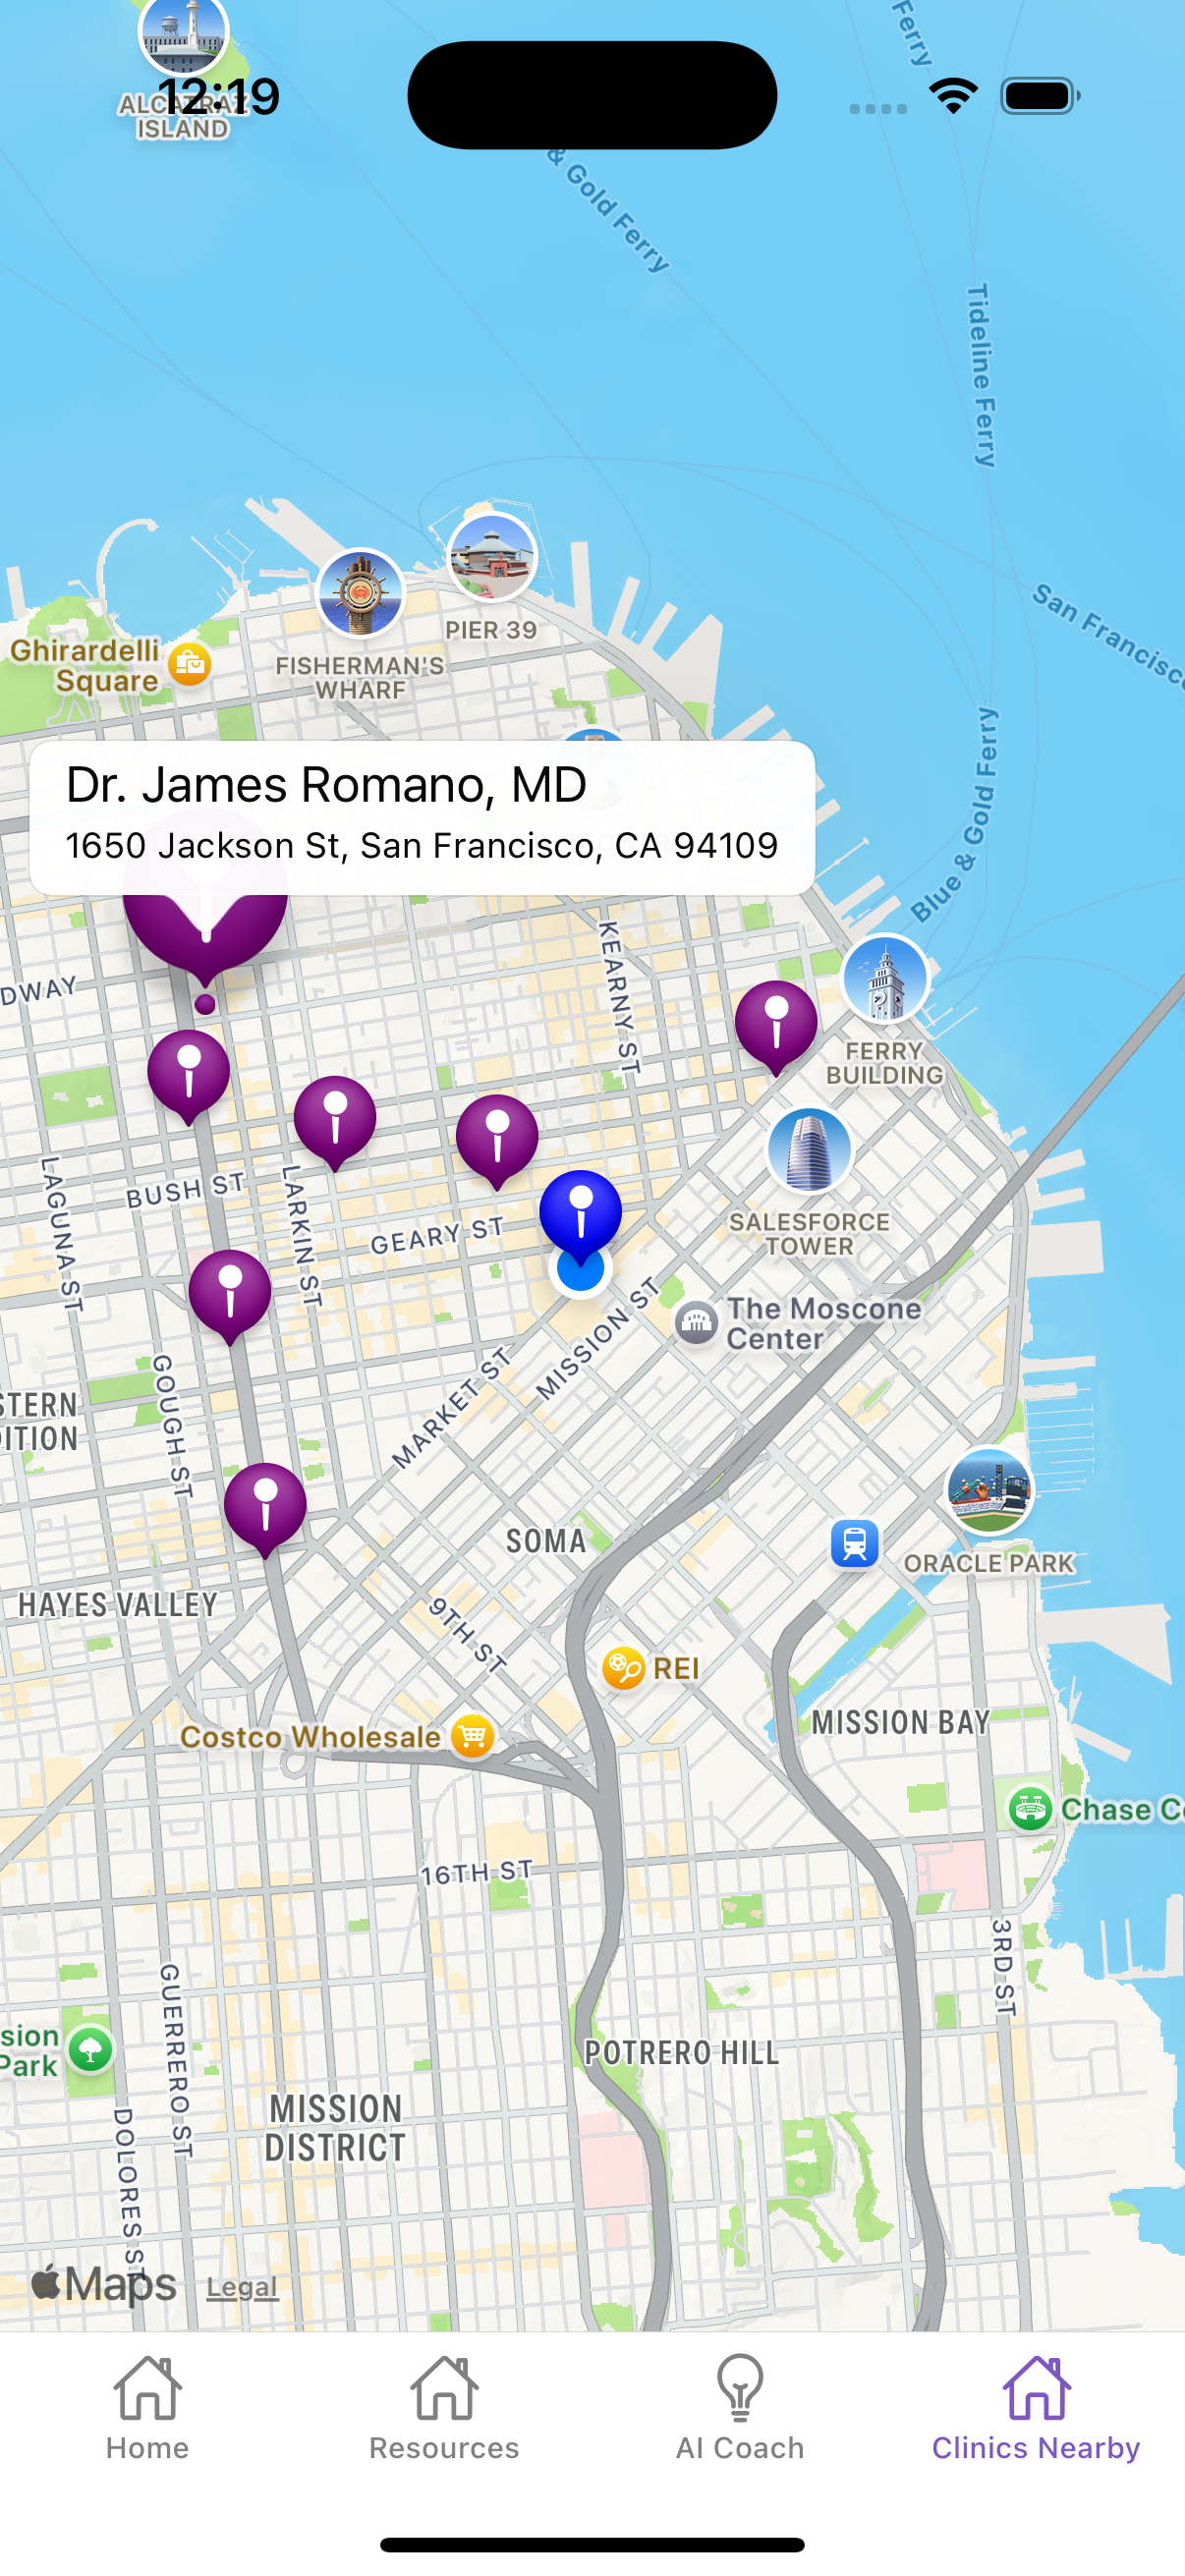 ALCATRAZ
ISLAND
12:19
Ferry
& Gold Ferry
Tideline Ferry
San Francisco
PIER 39
Ghirardelli
Square
FISHERMAN'S
WHARF
Blue & Gold Ferry
Dr. James Romano, MD
1650 Jackson St, San Francisco, CA 94109
KEARNY ST
DWAY
FERRY
BUILDING
LAGUNA ST
BUSH ST
LARKIN ST
GEARY ST
SALESFORCE
TOWER
MISSION ST
The Moscone
Center
MARKET ST
GOUGH ST
STERN
DITION
SOMA
ORACLE PARK
HAYES VALLEY
9TH ST
REI
MISSION BAY
Costco Wholesale
Chase Ce
16TH ST
3RD ST
GUERRERO ST
sion
Park
POTRERO HILL
MISSION
DISTRICT
DOLORES ST
Maps
Legal
Home
Resources
AI Coach
Clinics Nearby